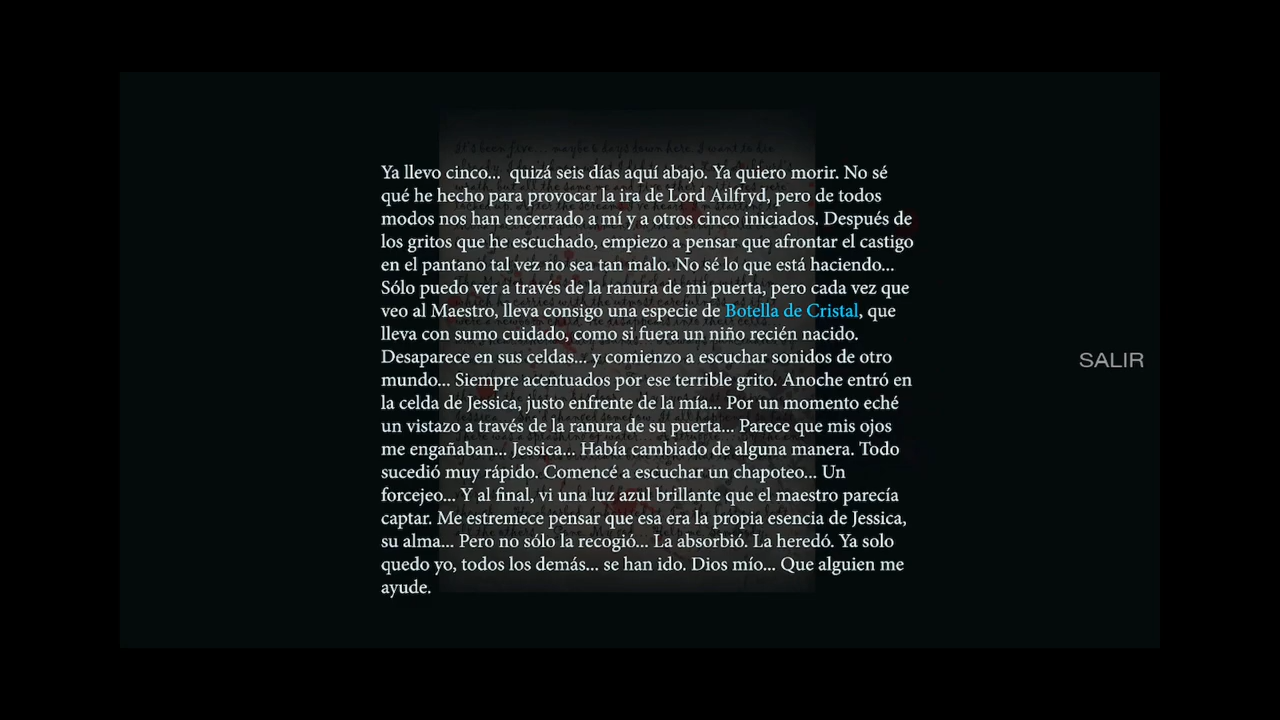 Ya llevo cinco...  quizá seis días aquí abajo. Ya quiero morir. No sé
qué he hecho para provocar la ira de Lord Ailfryd, pero de todos
modos nos han encerrado a mí y a otros cinco iniciados. Después de
los gritos que he escuchado, empiezo a pensar que afrontar el castigo
en el pantano tal vez no sea tan malo. No sé lo que está haciendo...
Sólo puedo ver a través de la ranura de mi puerta, pero cada vez que
veo al Maestro, lleva consigo una especie de Botella de Cristal, que
lleva con sumo cuidado, como si fuera un niño recién nacido.
Desaparece en sus celdas... y comienzo a escuchar sonidos de otro
mundo... Siempre acentuados por ese terrible grito. Anoche entró en
la celda de Jessica, justo enfrente de la mía... Por un momento eché
un vistazo a través de la ranura de su puerta... Parece que mis ojos
me engañaban... Jessica... Había cambiado de alguna manera. Todo
sucedió muy rápido. Comencé a escuchar un chapoteo... Un
forcejeo... Y al final, vi una luz azul brillante que el maestro parecía
captar. Me estremece pensar que esa era la propia esencia de Jessica,
su alma... Pero no sólo la recogió... La absorbió. La heredó. Ya solo
quedo yo, todos los demás... se han ido. Dios mío... Que alguien me
ayude.
SALIR